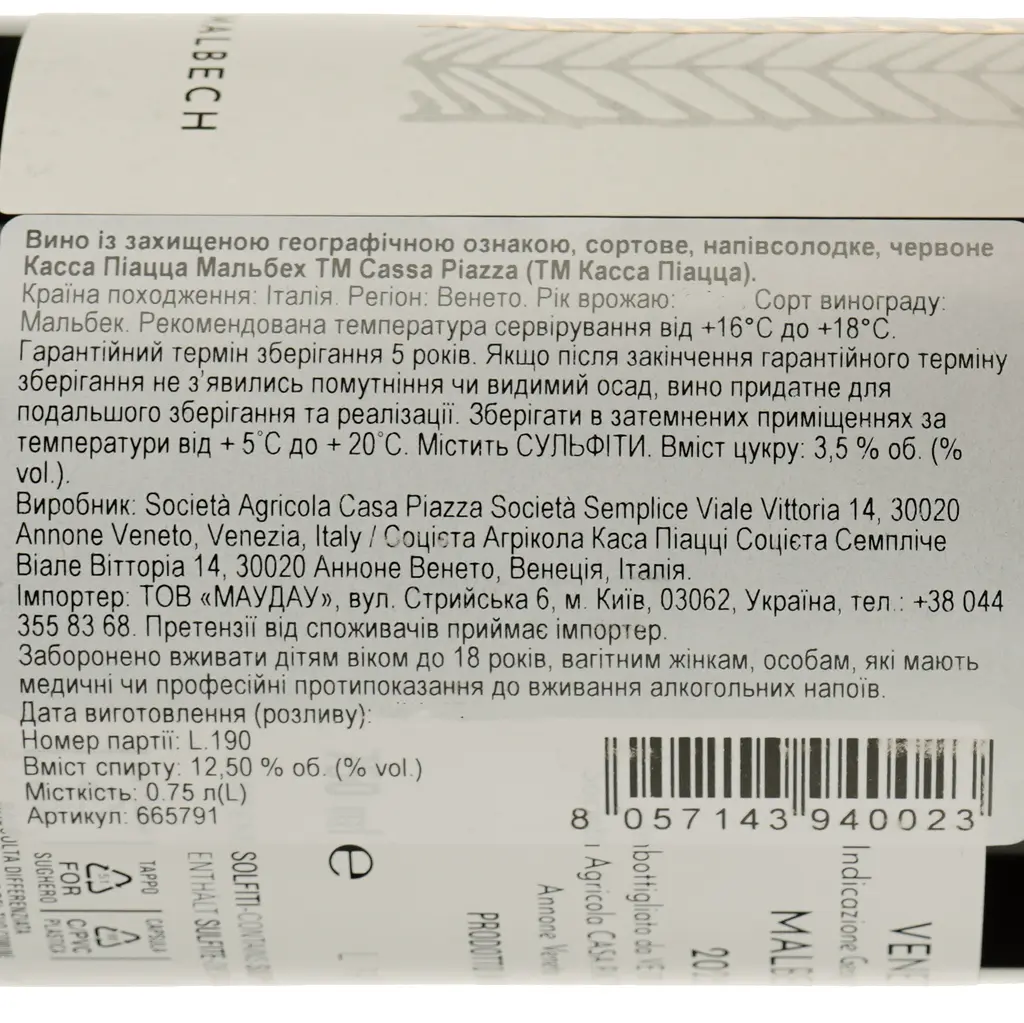 MALBECH
Вино із захищеною географічною ознакою, сортове, напівсолодке, червоне
Касса Піацца Мальбех ТМ Cassa Piazza (ТМ Касса Піацца).
Країна походження: Італія. Регіон: Венето. Рік врожаю: Сорт винограду:
Мальбек. Рекомендована температура сервірування від +16°C до +18°C.
Гарантійний термін зберігання 5 років. Якщо після закінчення гарантійного терміну
зберігання не з'явились помутніння чи видимий осад, вино придатне для
подальшого зберігання та реалізації. Зберігати в затемнених приміщеннях за
температури від + 5°C до + 20°C. Містить СУЛЬФІТИ. Вміст цукру: 3,5 % об. (%
vol.).
Виробник: Società Agricola Casa Piazza Società Semplice Viale Vittoria 14, 30020
Annone Veneto, Venezia, Italy / Соцієта Агрікола Каса Піацці Соцієта Семпліче
Віале Вітторіа 14, 30020 Анноне Венето, Венеція, Італія.
Імпортер: ТОВ «МАУДАУ», вул. Стрийська 6, м. Київ, 03062, Україна, тел.: +38 044
355 83 68. Претензії від споживачів приймає імпортер.
Заборонено вживати дітям віком до 18 років, вагітним жінкам, особам, які мають
медичні чи професійні протипоказання до вживання алкогольних напоїв.
Дата виготовлення (розливу):
Номер партії: L.190
Вміст спирту: 12,50 % об. (% vol.)
Місткість: 0.75 л(L)
Артикул: 665791
8 057143 940023
TAPPO
FOR
SUGHERO
CAPSULA
C/PVC
PLASTICA
SOLFITI-CONTAINS
ENTHALT SULFITE
e
PRODOTTI
Annone
Agricola CASA
Indicazione